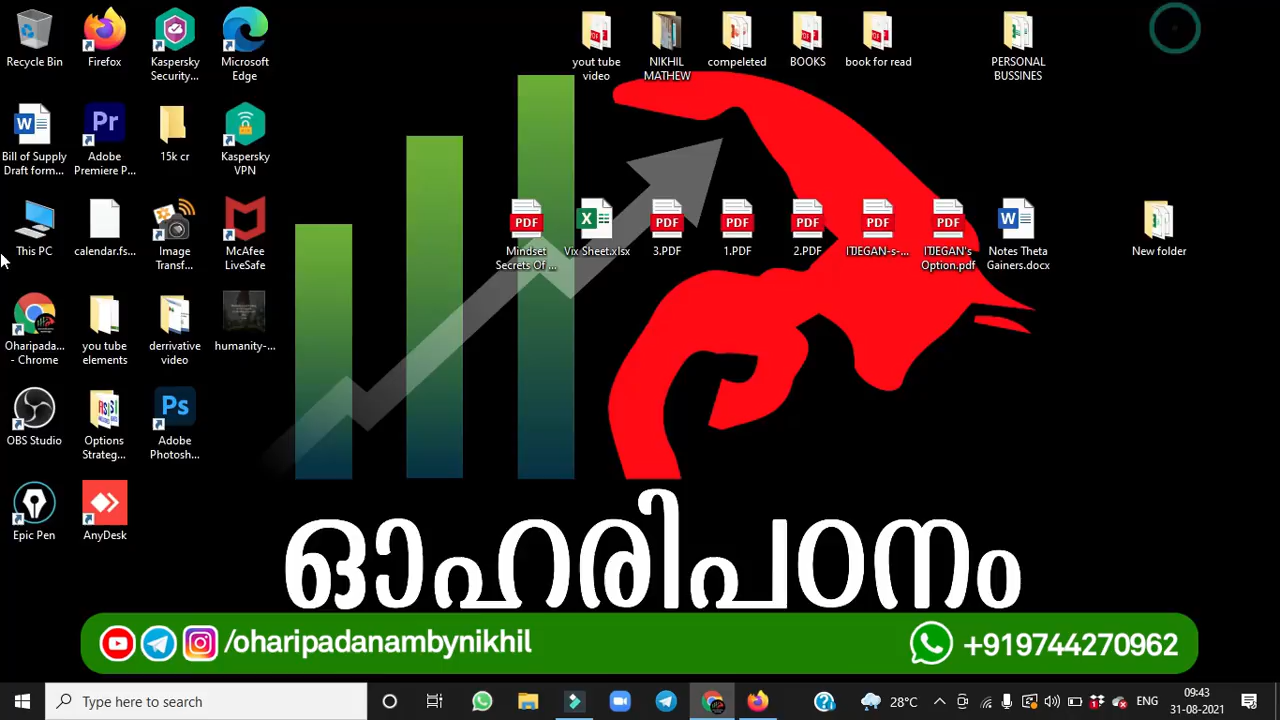 Recycle Bin
Firefox
Kaspersky Security...
Microsoft Edge
yout tube video
NIKHIL MATHEW
compeleted
BOOKS
book for read
PERSONAL BUSSINES
Bill of Supply Draft form...
Adobe Premiere P...
15k cr
Kaspersky VPN
This PC
calendar.fs...
Image Transf...
McAfee LiveSafe
Mindset Secrets Of ...
Vix Sheet.xlsx
3.PDF
1.PDF
2.PDF
ITJEGAN-s-...
ITJEGAN's Option.pdf
Notes Theta Gainers.docx
New folder
Oharipada... - Chrome
you tube elements
derrivative video
humanity-...
OBS Studio
Options Strateg...
Adobe Photosh...
Epic Pen
AnyDesk
ഓഹരിപഠനം
/oharipadanambynikhil
+919744270962
Type here to search
28°C
ENG
09:43
31-08-2021